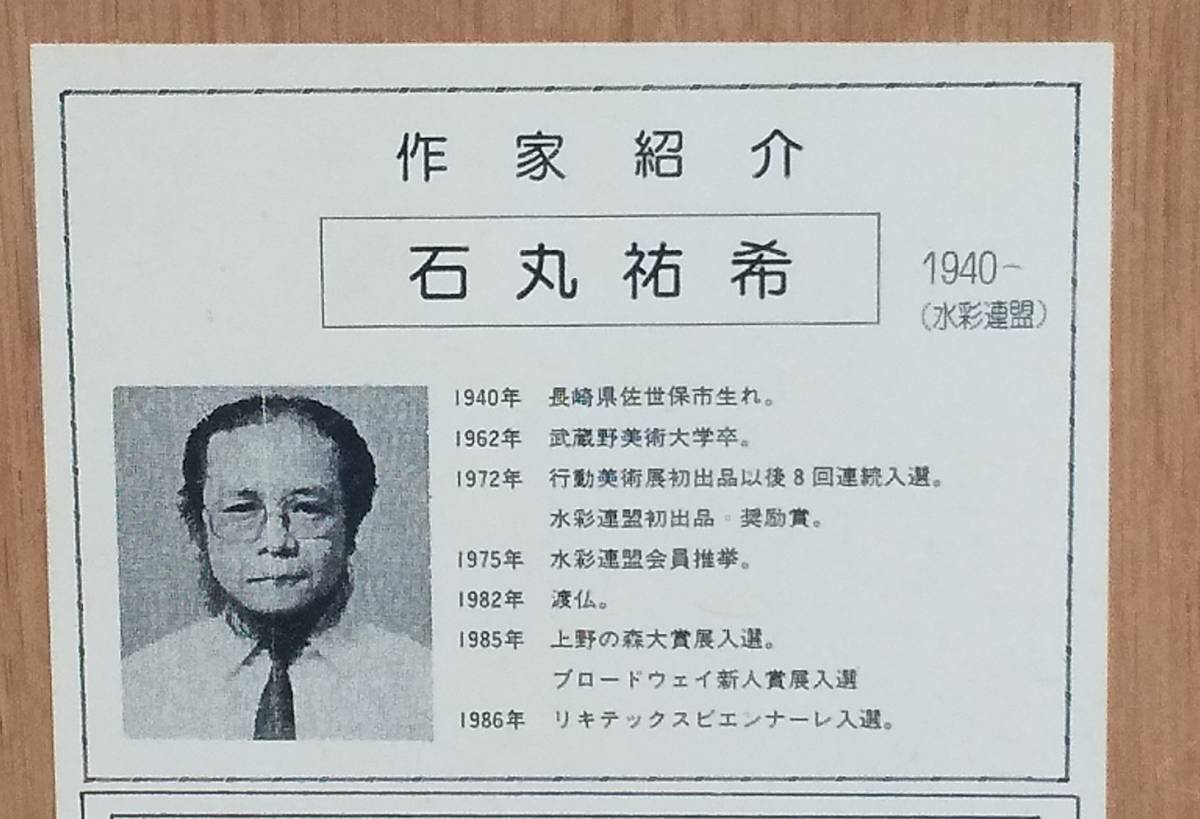 作家紹介
石丸祐希
1940-
(水彩連盟)
1940年 長崎県佐世保市生れ。
1962年 武蔵野美術大学卒。
1972年 行動美術展初出品以後8回連続入選。
水彩連盟初出品。奨励賞。
1975年 水彩連盟会員推挙。
1982年 渡仏。
1985年 上野の森大賞展入選。
ブロードウェイ新人賞展入選
1986年 リキテックスビエンナーレ入選。